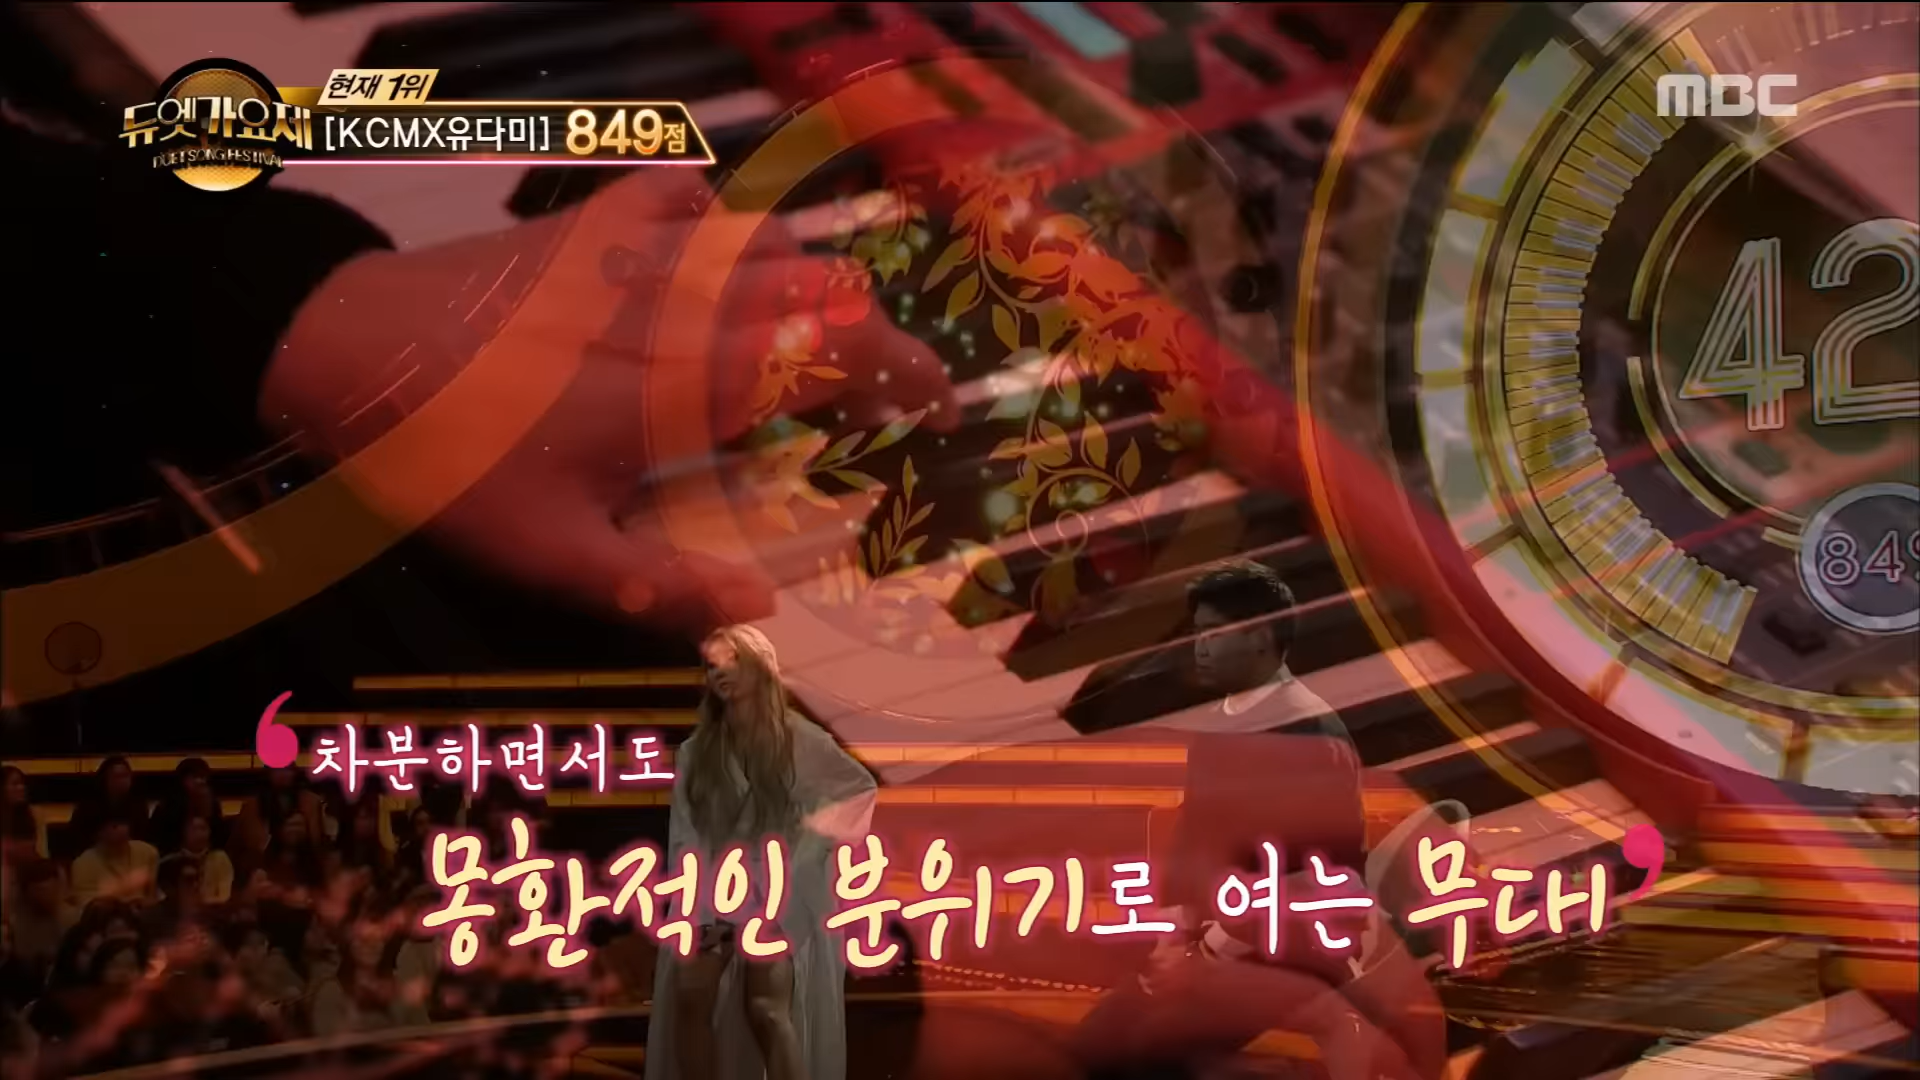 현재 1위
듀엣가요제
DUET SONG FESTIVAL
[KCMX유다미] 849점
MBC
42
849
차분하면서도
몽환적인 분위기로 여는 무대